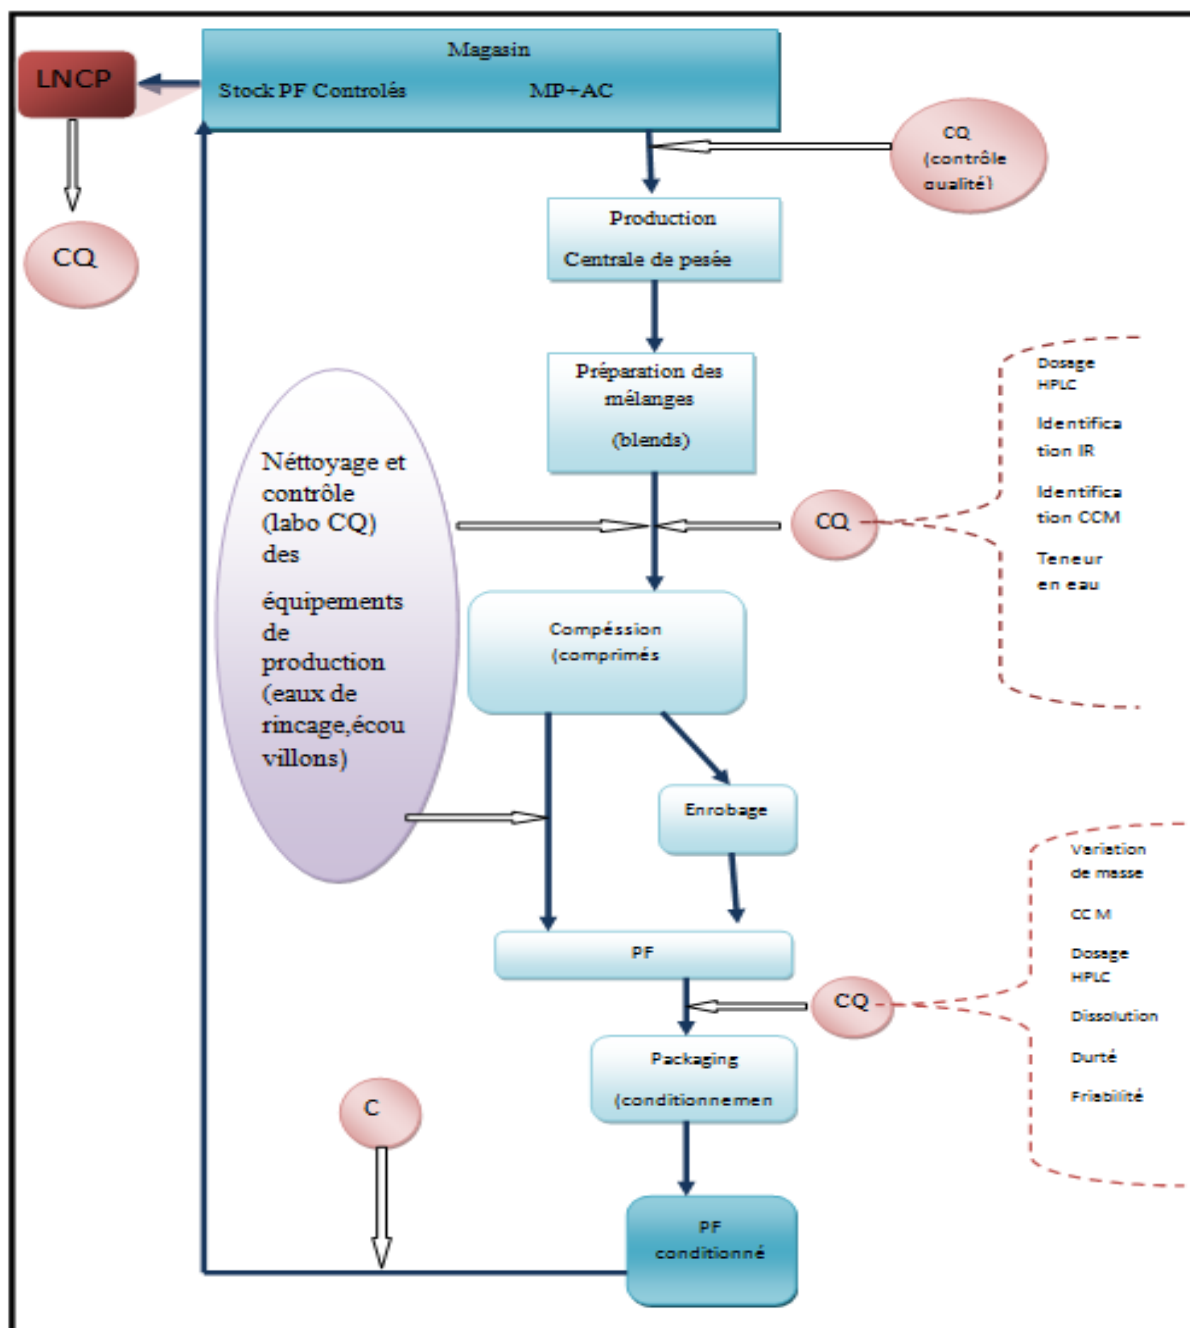 Magasin
LNCP
Stock PF Controlés MP+AC
CQ
(contrôle
qualité)
Production
Centrale de pesée
CQ
Préparation des
mélanges
(blends)
Dosage
HPLC
Identifica
tion IR
Identifica
tion CCM
Teneur
en eau
CQ
Néttoyage et
contrôle
(labo CQ)
des
équipements
de
production
(eaux de
rincage,écou
villons)
Compéssion
(comprimés
Enrobage
Variation
de masse
CC M
Dosage
HPLC
Dissolution
Durté
Friabilité
PF
CQ
Packaging
(conditionnemen
C
PF
conditionné